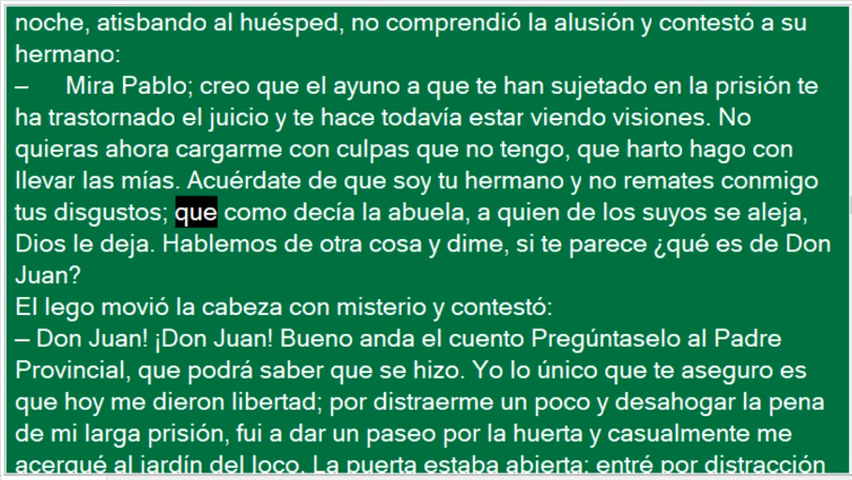 noche, atisbando al huésped, no comprendió la alusión y contestó a su
hermano:
– Mira Pablo; creo que el ayuno a que te han sujetado en la prisión te
ha trastornado el juicio y te hace todavía estar viendo visiones. No
quieras ahora cargarme con culpas que no tengo, que harto hago con
llevar las mías. Acuérdate de que soy tu hermano y no remates conmigo
tus disgustos; que como decía la abuela, a quien de los suyos se aleja,
Dios le deja. Hablemos de otra cosa y dime, si te parece ¿qué es de Don
Juan?
El lego movió la cabeza con misterio y contestó:
– Don Juan! ¡Don Juan! Bueno anda el cuento Pregúntaselo al Padre
Provincial, que podrá saber que se hizo. Yo lo único que te aseguro es
que hoy me dieron libertad; por distraerme un poco y desahogar la pena
de mi larga prisión, fui a dar un paseo por la huerta y casualmente me
acerqué al jardín del loco. La puerta estaba abierta; entré por distracción